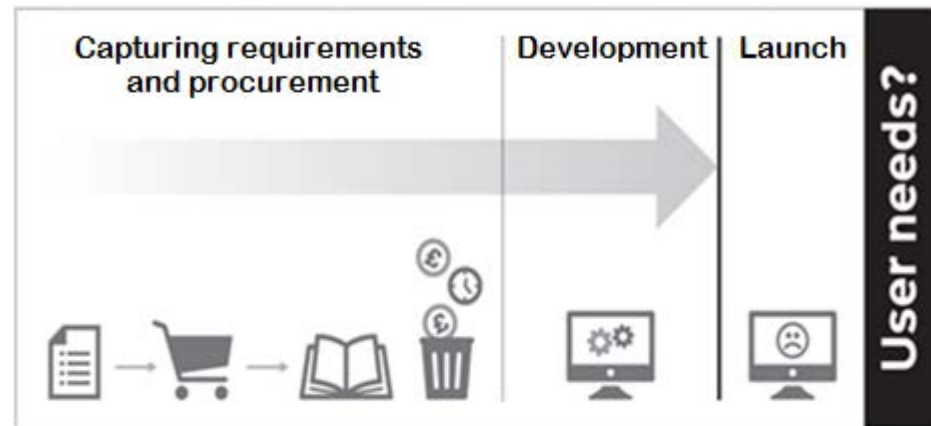 Capturing requirements
and procurement
Development
Launch
User needs?
£
£
£